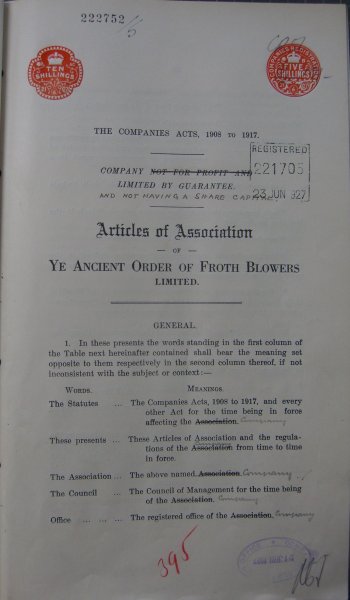 222752/3
TEN
SHILLINGS
COMPANIES REGISTRATION
FIVE
SHILLINGS
THE COMPANIES ACTS, 1908 TO 1917.
REGISTERED
221705
23 JUN 1927
COMPANY NOT FOR PROFIT AND
LIMITED BY GUARANTEE.
AND NOT HAVING A SHARE CAPITAL
Articles of Association
— OF —
YE ANCIENT ORDER OF FROTH BLOWERS
LIMITED.
GENERAL.
1. In these presents the words standing in the first column of
the Table next hereinafter contained shall bear the meaning set
opposite to them respectively in the second column thereof, if not
inconsistent with the subject or context:—
WORDS. MEANINGS.
The Statutes ... The Companies Acts, 1908 to 1917, and every
other Act for the time being in force
affecting the Association. Company
These presents ... These Articles of Association and the regula-
tions of the Association from time to time
Company
in force.
The Association ... The above named Association. Company
The Council ... The Council of Management for the time being
of the Association. Company
Office ... ... ... The registered office of the Association. Company
395